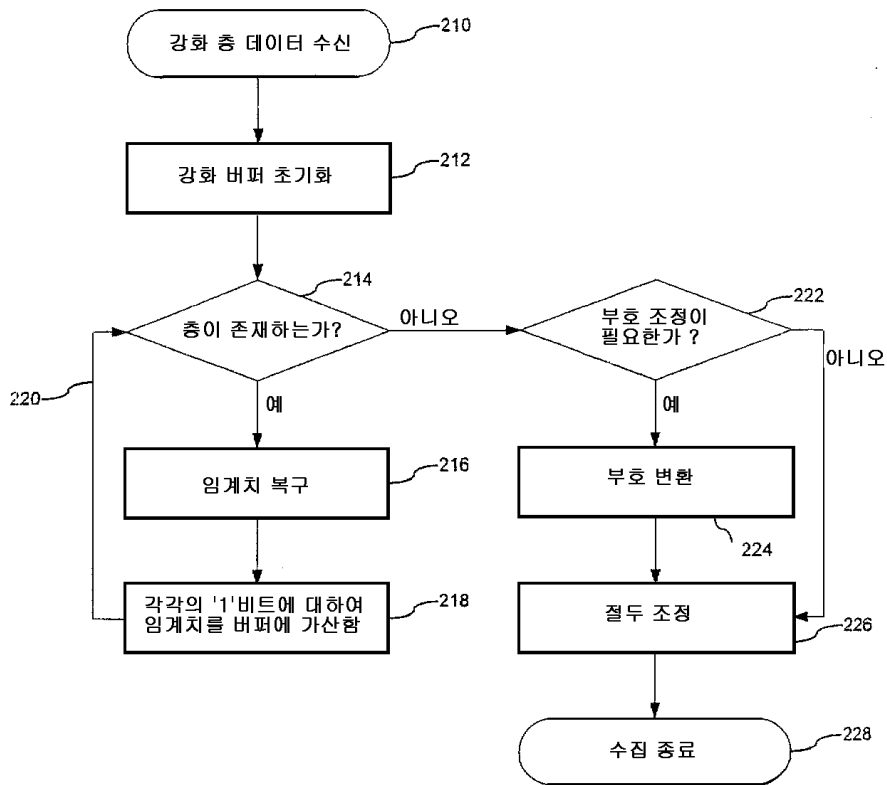 강화 층 데이터 수신
210
강화 버퍼 초기화
212
층이 존재하는가?
214
아니오
부호 조정이
필요한가 ?
222
아니오
220
예
예
임계치 복구
216
부호 변환
224
각각의 '1'비트에 대하여
임계치를 버퍼에 가산함
218
절두 조정
226
수집 종료
228